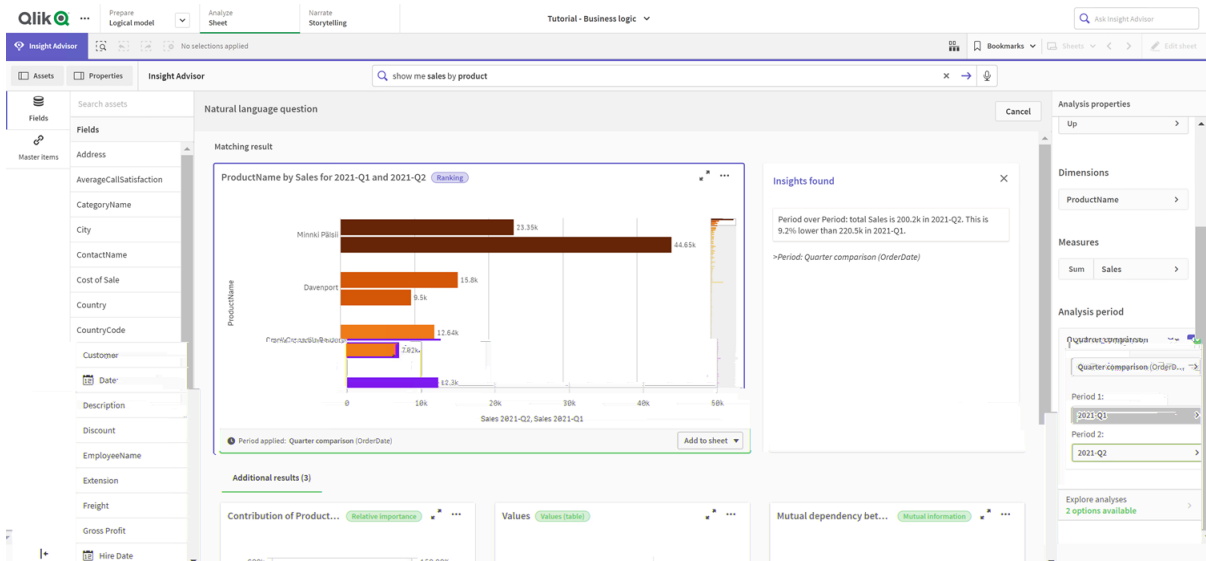 Qlik
Prepare
Logical model
Analyze
Sheet
Narrate
Storytelling
Tutorial - Business logic
Ask Insight Advisor
Insight Advisor
No selections applied
Bookmarks
Sheets
Edit sheet
Assets
Properties
Insight Advisor
show me sales by product
Fields
Master items
Search assets
Fields
Address
AverageCallSatisfaction
CategoryName
City
ContactName
Cost of Sale
Country
CountryCode
Customer
Date
Description
Discount
EmployeeName
Extension
Freight
Gross Profit
Hire Date
Natural language question
Cancel
Matching result
ProductName by Sales for 2021-Q1 and 2021-Q2 Ranking
ProductName
Minnki Pälsii
23.35k
44.65k
Davenport
15.8k
9.5k
12.64k
7.02k
12.3k
0 10k 20k 30k 40k 50k
Sales 2021-Q2, Sales 2021-Q1
Period applied: Quarter comparison (OrderDate)
Add to sheet
Insights found
Period over Period: total Sales is 200.2k in 2021-Q2. This is
9.2% lower than 220.5k in 2021-Q1.
>Period: Quarter comparison (OrderDate)
Additional results (3)
Contribution of Product... Relative importance
Values Values (table)
Mutual dependency bet... Mutual information
Analysis properties
Up
Dimensions
ProductName
Measures
Sum Sales
Analysis period
Quarter comparison (OrderD...
Period 1:
2021-Q1
Period 2:
2021-Q2
Explore analyses
2 options available